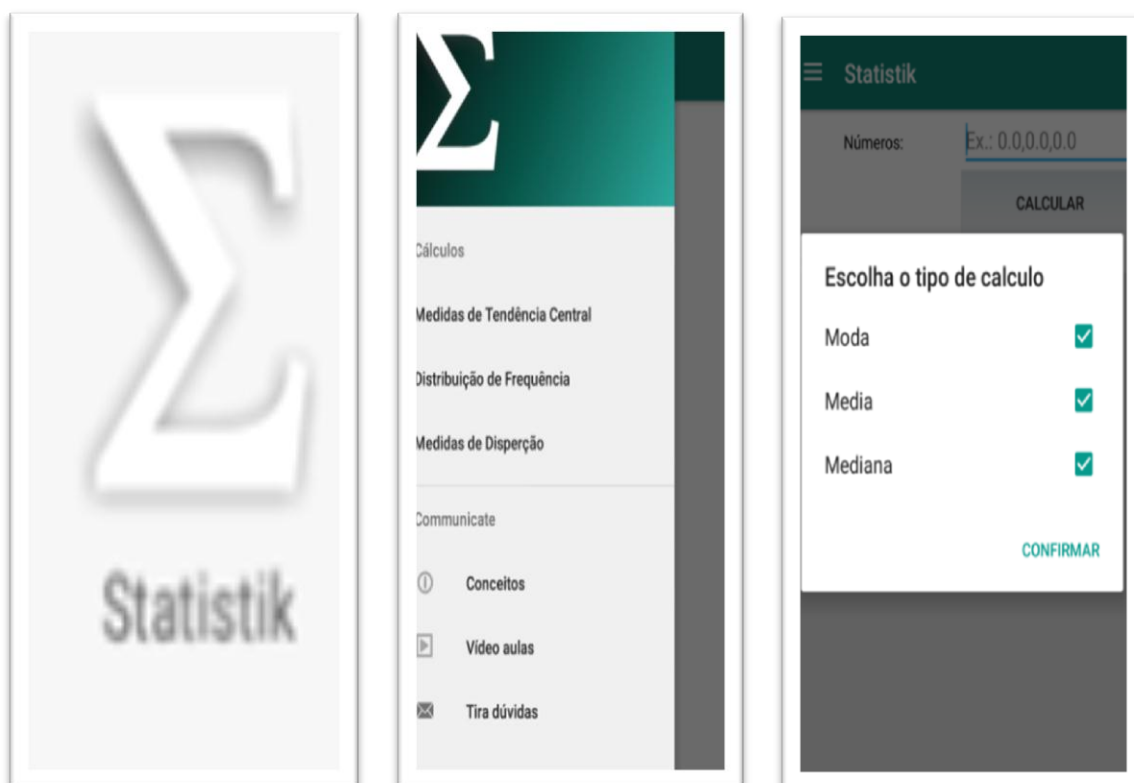 Σ
Statistik
Σ
Cálculos
Medidas de Tendência Central
Distribuição de Frequência
Medidas de Disperção
Communicate
Conceitos
Vídeo aulas
Tira dúvidas
Statistik
Números: Ex.: 0.0,0.0,0.0
CALCULAR
Escolha o tipo de calculo
Moda
Media
Mediana
CONFIRMAR